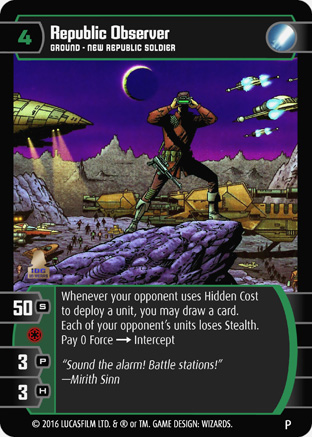 4
Republic Observer
GROUND - NEW REPUBLIC SOLDIER
50 S
3 P
3 H
Whenever your opponent uses Hidden Cost
to deploy a unit, you may draw a card.
Each of your opponent's units loses Stealth.
Pay 0 Force → Intercept
"Sound the alarm! Battle stations!"
—Mirith Sinn
© 2016 LUCASFILM LTD. & ® or TM. GAME DESIGN: WIZARDS.
P